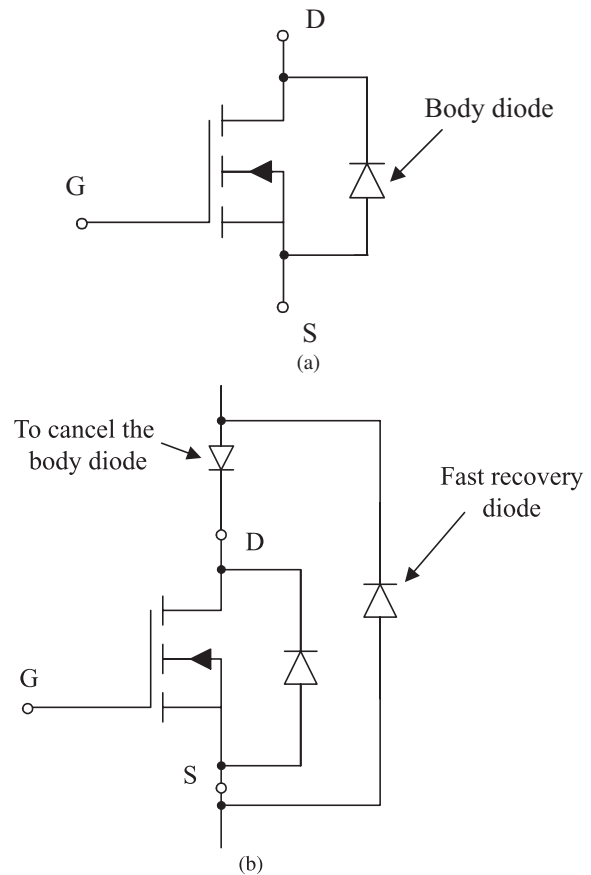 D
Body diode
G
S
(a)
To cancel the
body diode
Fast recovery
diode
D
G
S
(b)